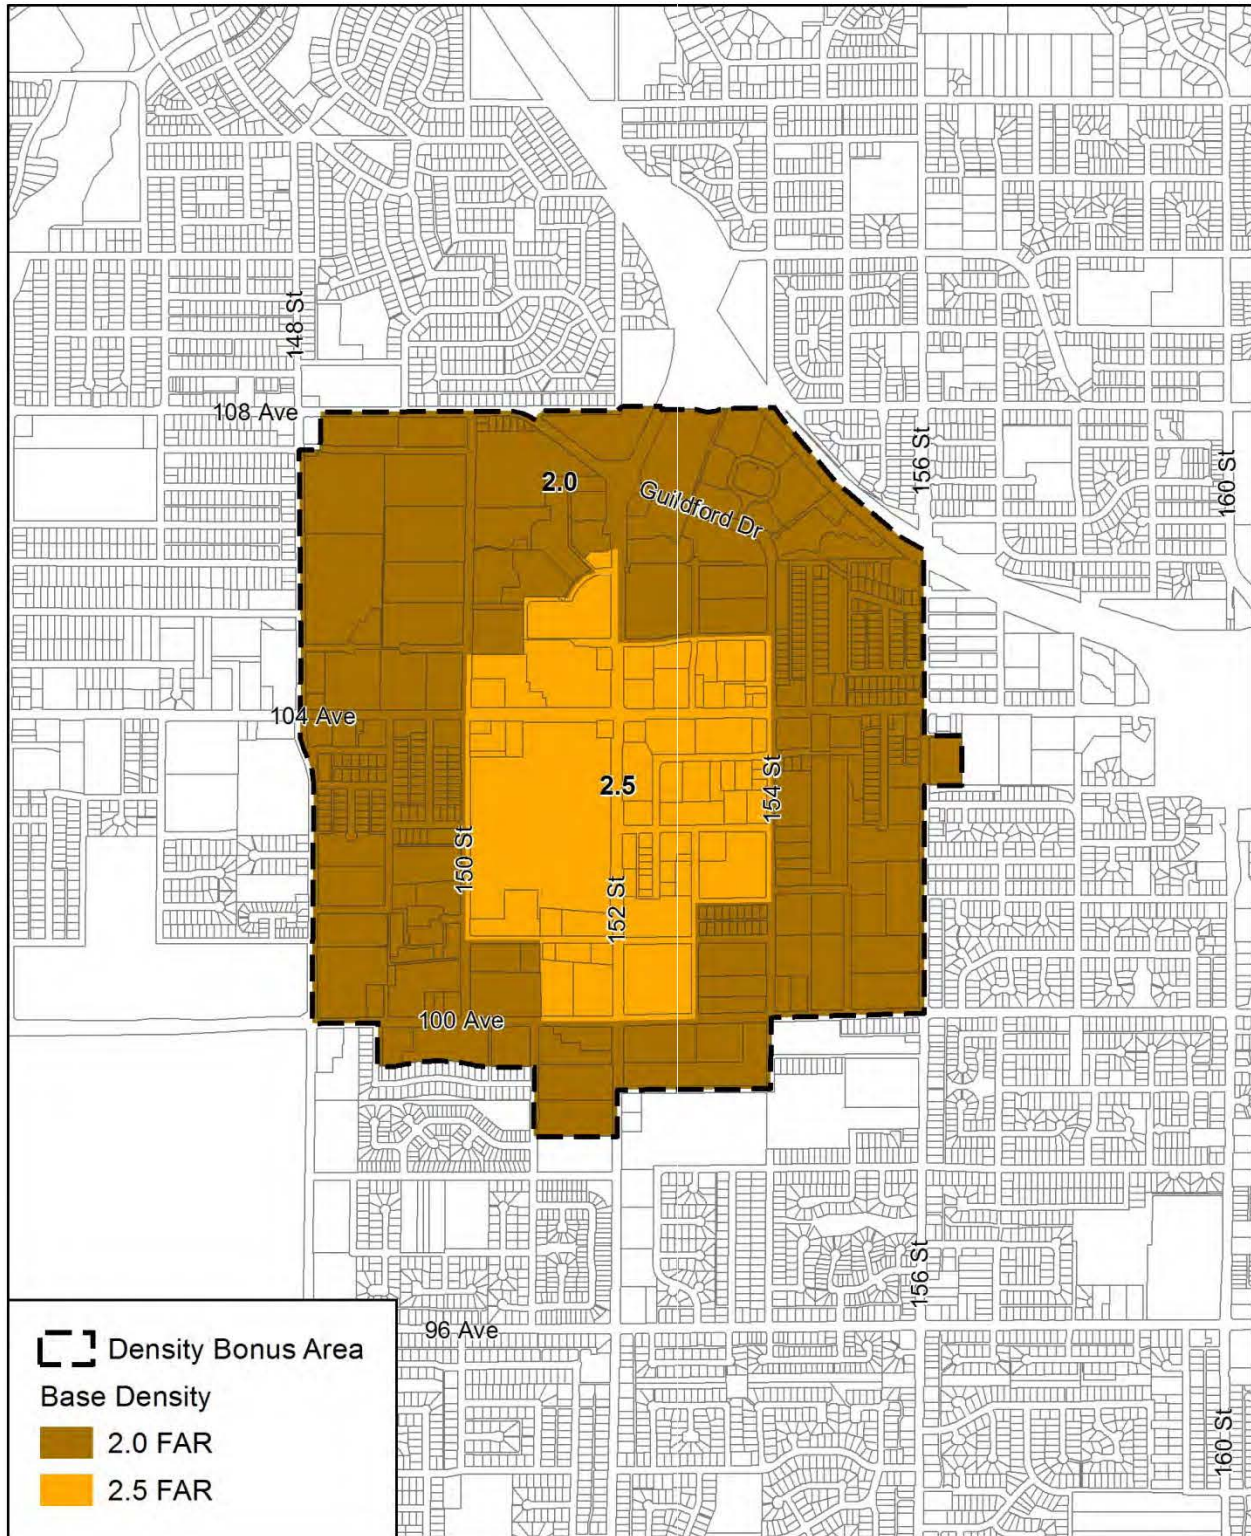 148 St
108 Ave
156 St
160 St
2.0
Guildford Dr
104 Ave
2.5
154 St
150 St
152 St
100 Ave
156 St
96 Ave
160 St
Density Bonus Area
Base Density
2.0 FAR
2.5 FAR